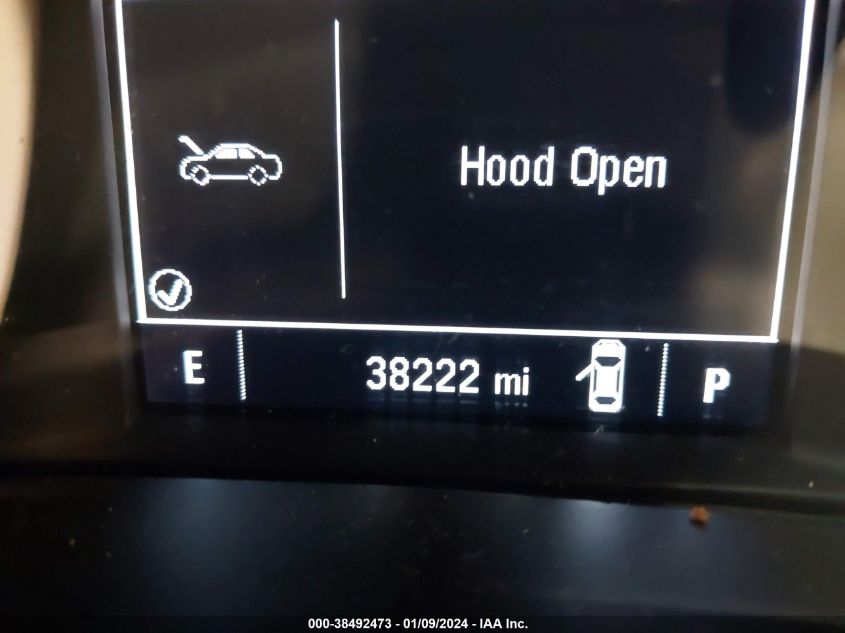 Hood Open
E 38222 mi P
000-38492473 - 01/09/2024 - IAA Inc.